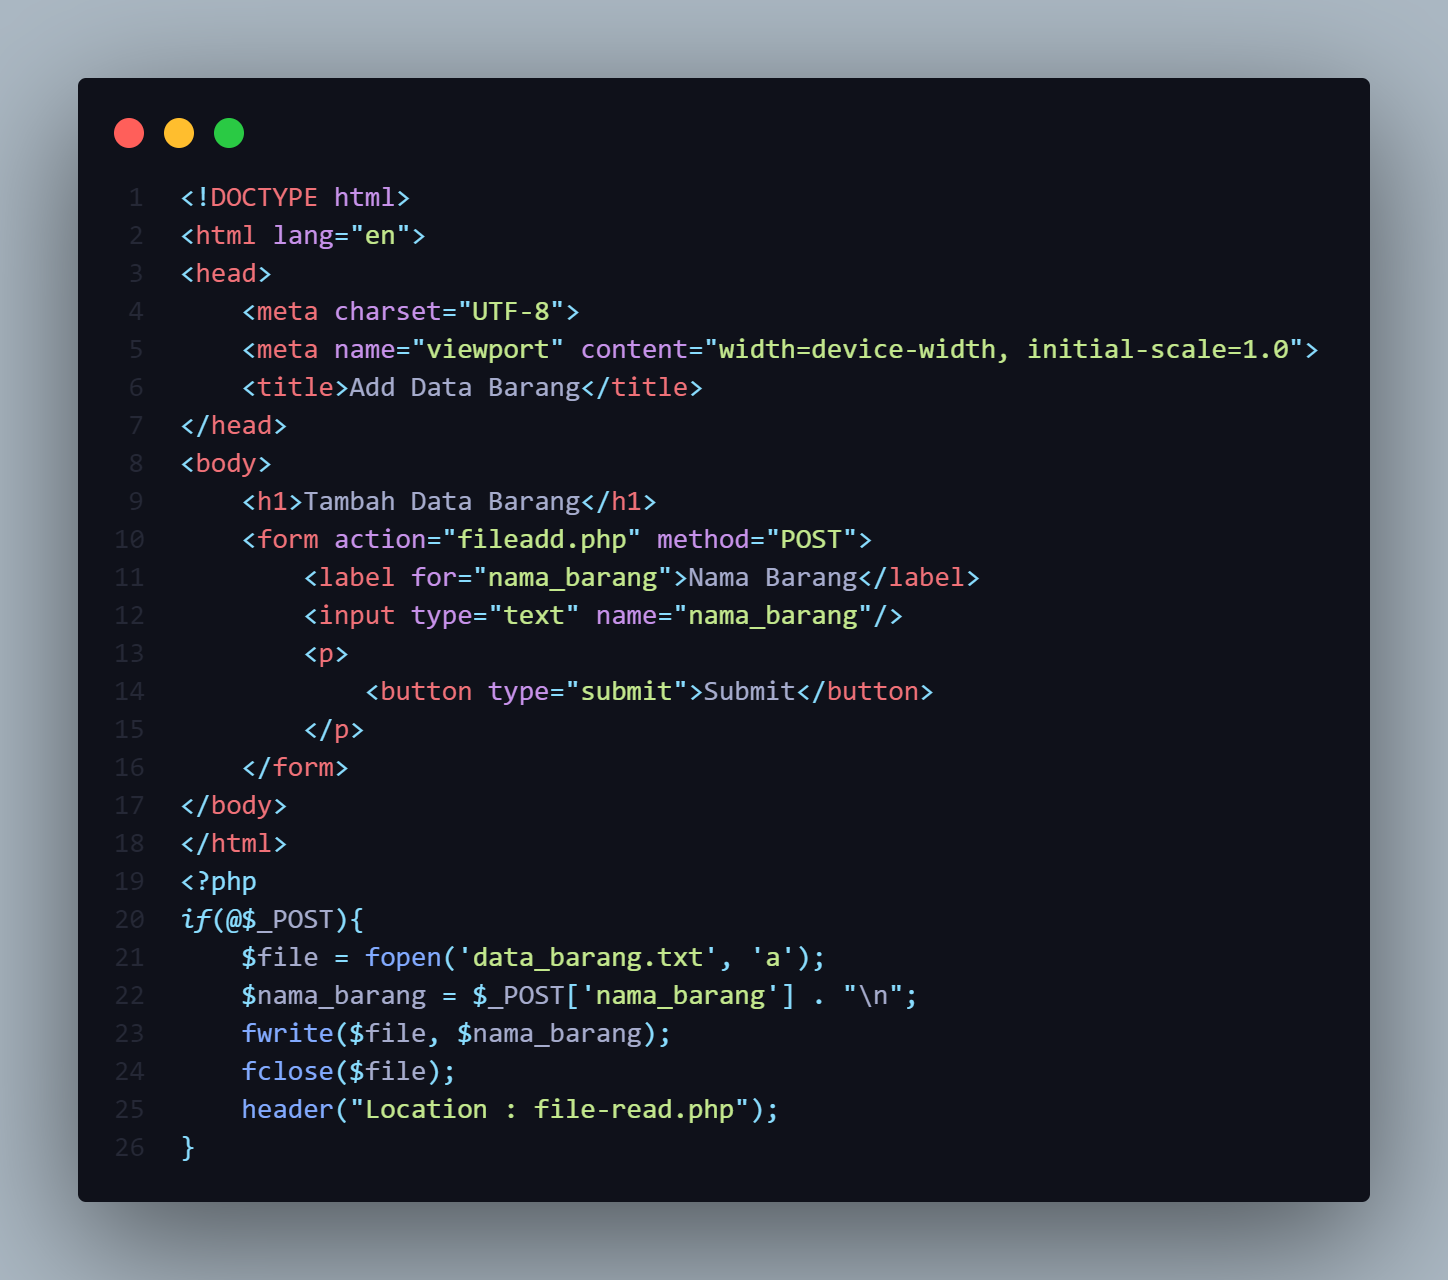 1 <!DOCTYPE html>
2 <html lang="en">
3 <head>
4     <meta charset="UTF-8">
5     <meta name="viewport" content="width=device-width, initial-scale=1.0">
6     <title>Add Data Barang</title>
7 </head>
8 <body>
9     <h1>Tambah Data Barang</h1>
10     <form action="fileadd.php" method="POST">
11         <label for="nama_barang">Nama Barang</label>
12         <input type="text" name="nama_barang"/>
13         <p>
14             <button type="submit">Submit</button>
15         </p>
16     </form>
17 </body>
18 </html>
19 <?php
20 if(@$_POST){
21     $file = fopen('data_barang.txt', 'a');
22     $nama_barang = $_POST['nama_barang'] . "\n";
23     fwrite($file, $nama_barang);
24     fclose($file);
25     header("Location : file-read.php");
26 }